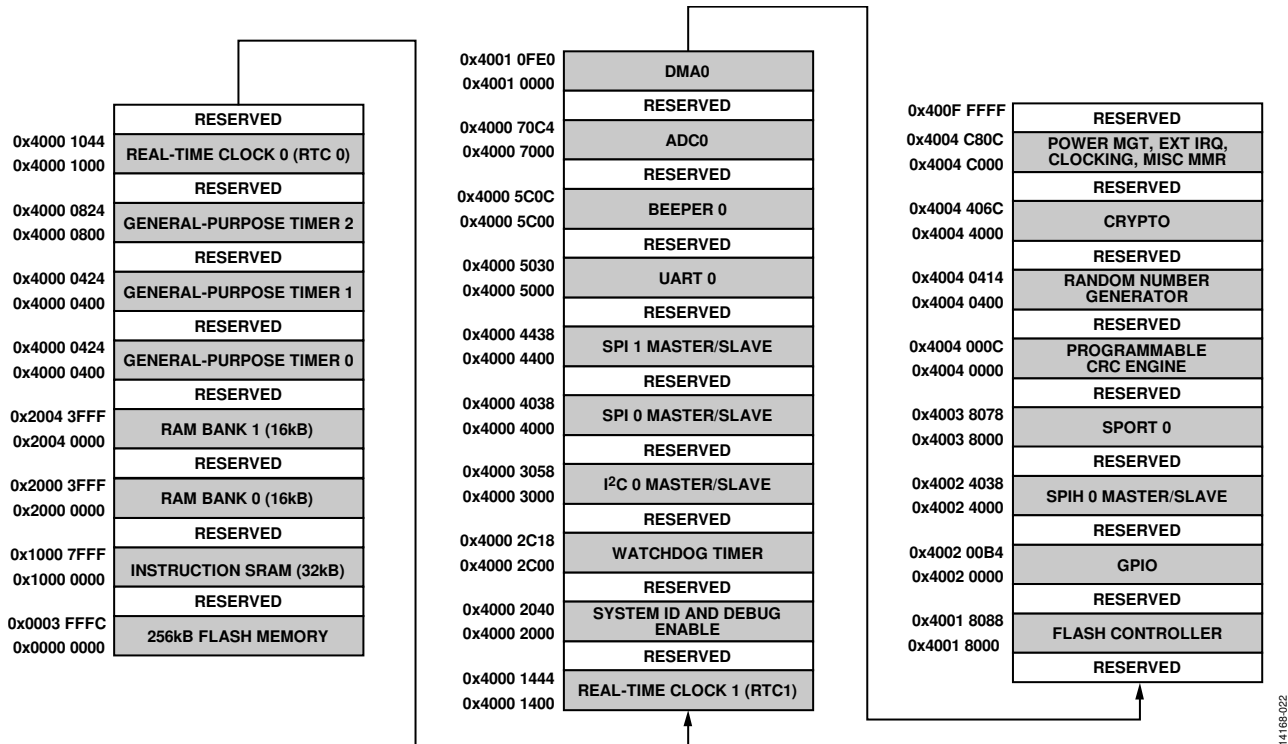 RESERVED
0x4000 1044
REAL-TIME CLOCK 0 (RTC 0)
0x4000 1000
RESERVED
0x4000 0824
GENERAL-PURPOSE TIMER 2
0x4000 0800
RESERVED
0x4000 0424
GENERAL-PURPOSE TIMER 1
0x4000 0400
RESERVED
0x4000 0424
GENERAL-PURPOSE TIMER 0
0x4000 0400
RESERVED
0x2004 3FFF
RAM BANK 1 (16kB)
0x2004 0000
RESERVED
0x2000 3FFF
RAM BANK 0 (16kB)
0x2000 0000
RESERVED
0x1000 7FFF
INSTRUCTION SRAM (32kB)
0x1000 0000
RESERVED
0x0003 FFFC
256kB FLASH MEMORY
0x0000 0000
0x4001 0FE0
DMA0
0x4001 0000
RESERVED
0x4000 70C4
ADC0
0x4000 7000
RESERVED
0x4000 5C0C
BEEPER 0
0x4000 5C00
RESERVED
0x4000 5030
UART 0
0x4000 5000
RESERVED
0x4000 4438
SPI 1 MASTER/SLAVE
0x4000 4400
RESERVED
0x4000 4038
SPI 0 MASTER/SLAVE
0x4000 4000
RESERVED
0x4000 3058
I2C 0 MASTER/SLAVE
0x4000 3000
RESERVED
0x4000 2C18
WATCHDOG TIMER
0x4000 2C00
RESERVED
0x4000 2040
SYSTEM ID AND DEBUG
ENABLE
0x4000 2000
RESERVED
0x4000 1444
REAL-TIME CLOCK 1 (RTC1)
0x4000 1400
0x400F FFFF
RESERVED
0x4004 C80C
POWER MGT, EXT IRQ,
CLOCKING, MISC MMR
0x4004 C000
RESERVED
0x4004 406C
CRYPTO
0x4004 4000
RESERVED
0x4004 0414
RANDOM NUMBER
GENERATOR
0x4004 0400
RESERVED
0x4004 000C
PROGRAMMABLE
CRC ENGINE
0x4004 0000
RESERVED
0x4003 8078
SPORT 0
0x4003 8000
RESERVED
0x4002 4038
SPIH 0 MASTER/SLAVE
0x4002 4000
RESERVED
0x4002 00B4
GPIO
0x4002 0000
RESERVED
0x4001 8088
FLASH CONTROLLER
0x4001 8000
RESERVED
14168-022